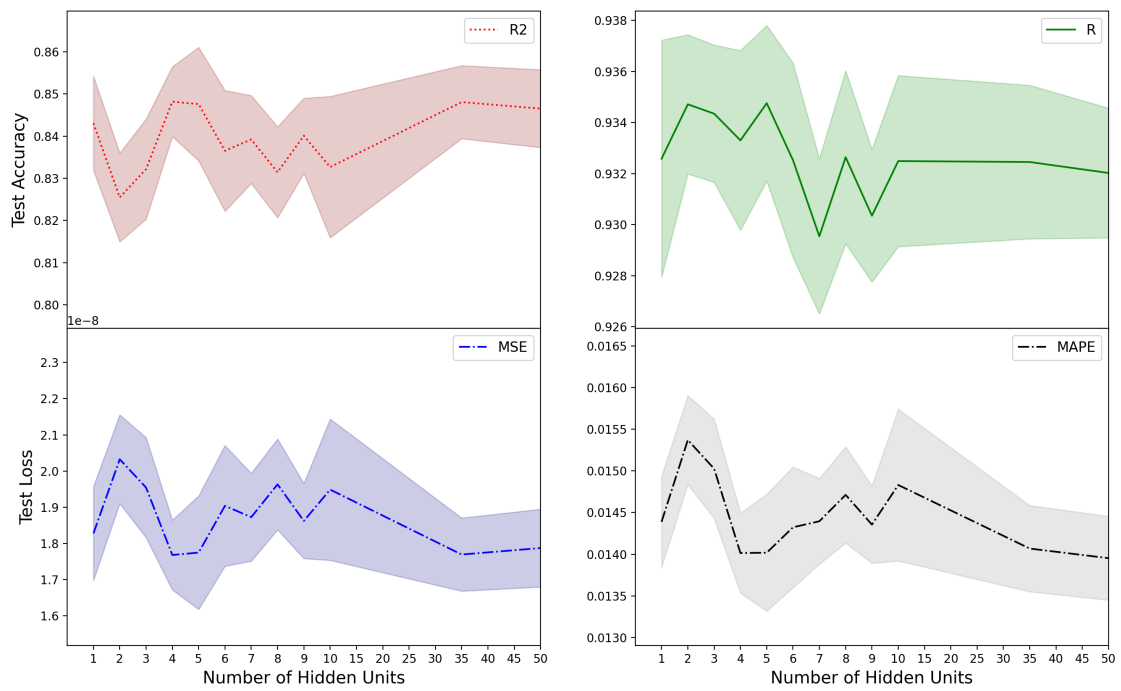 R2
0.86
0.85
0.84
0.83
0.82
0.81
0.80
Test Accuracy
R
0.938
0.936
0.934
0.932
0.930
0.928
0.926
1e−8
MSE
2.3
2.2
2.1
2.0
1.9
1.8
1.7
1.6
Test Loss
1 2 3 4 5 6 7 8 9 10 15 20 25 30 35 40 45 50
Number of Hidden Units
MAPE
0.0165
0.0160
0.0155
0.0150
0.0145
0.0140
0.0135
0.0130
1 2 3 4 5 6 7 8 9 10 15 20 25 30 35 40 45 50
Number of Hidden Units